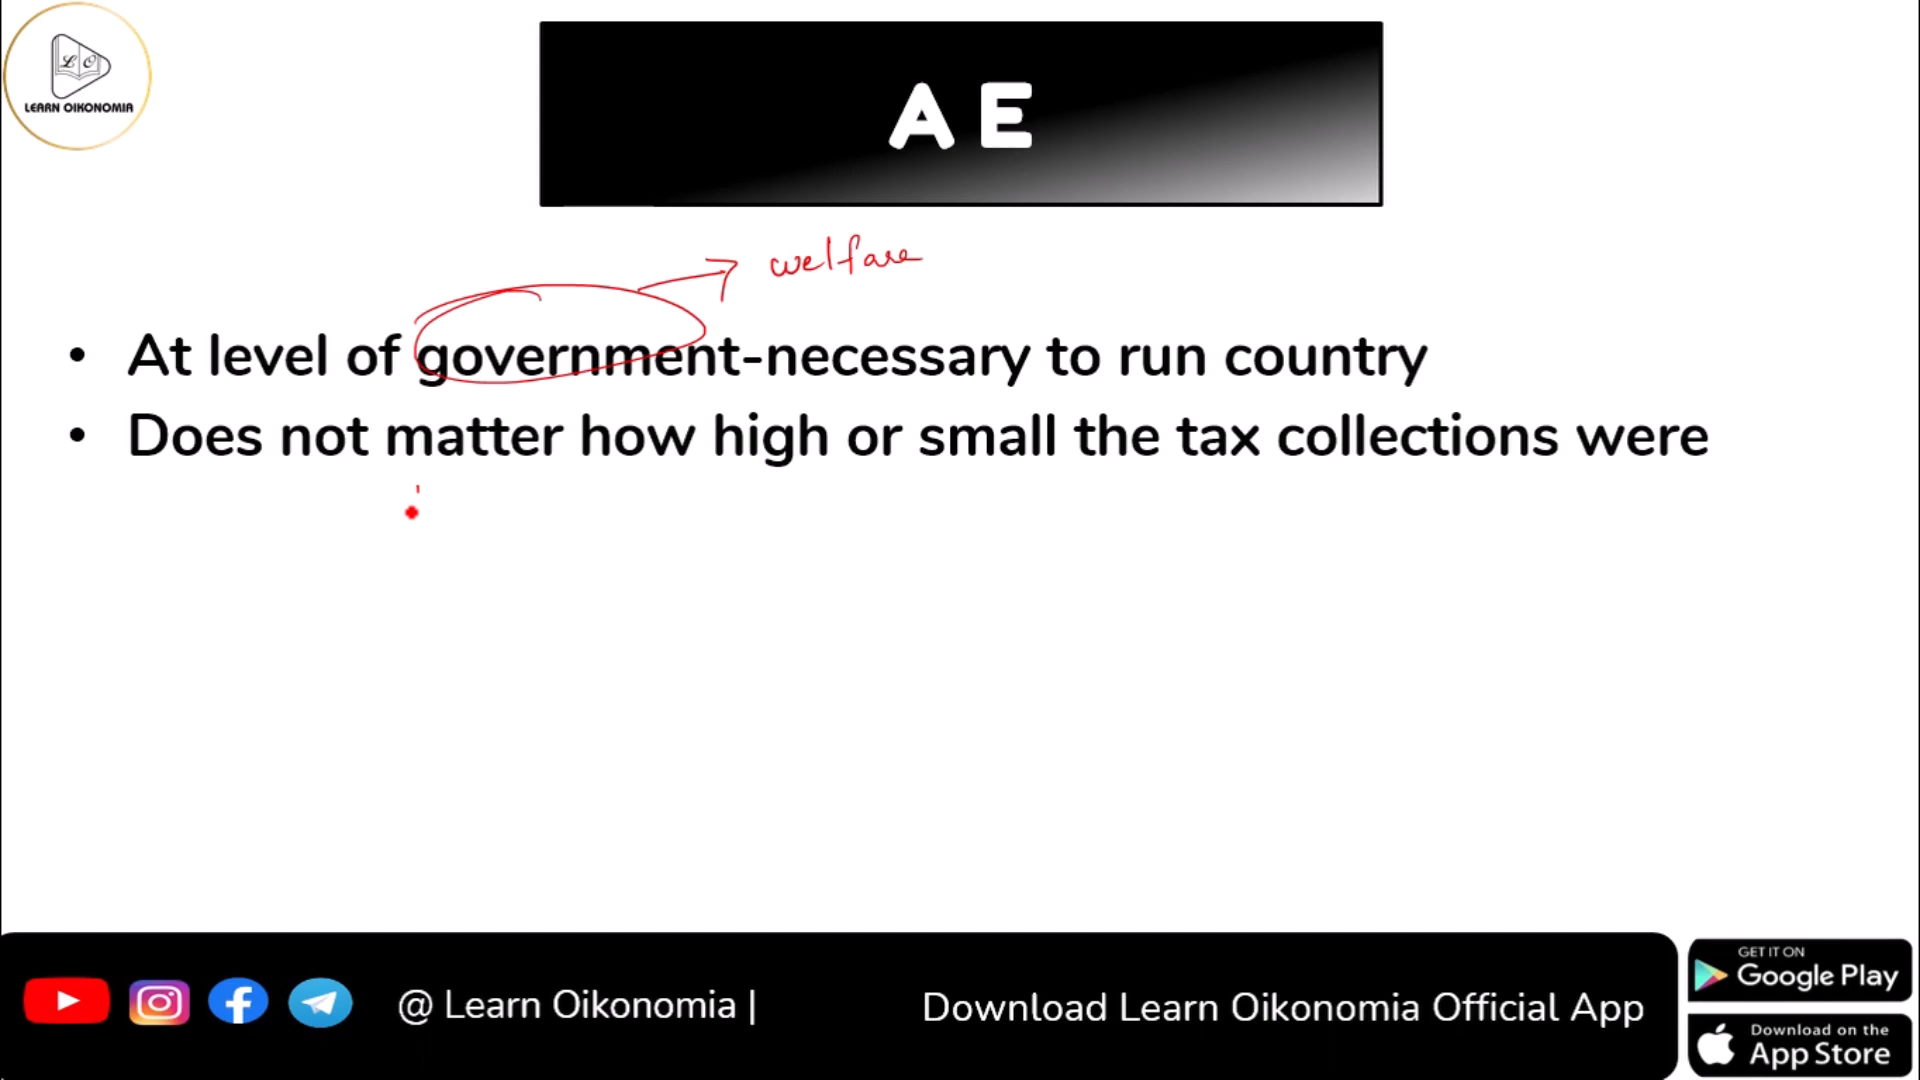 LO
LEARN OIKONOMIA
A E
welfare
• At level of government-necessary to run country
• Does not matter how high or small the tax collections were
@ Learn Oikonomia |
Download Learn Oikonomia Official App
GET IT ON
Google Play
Download on the
App Store